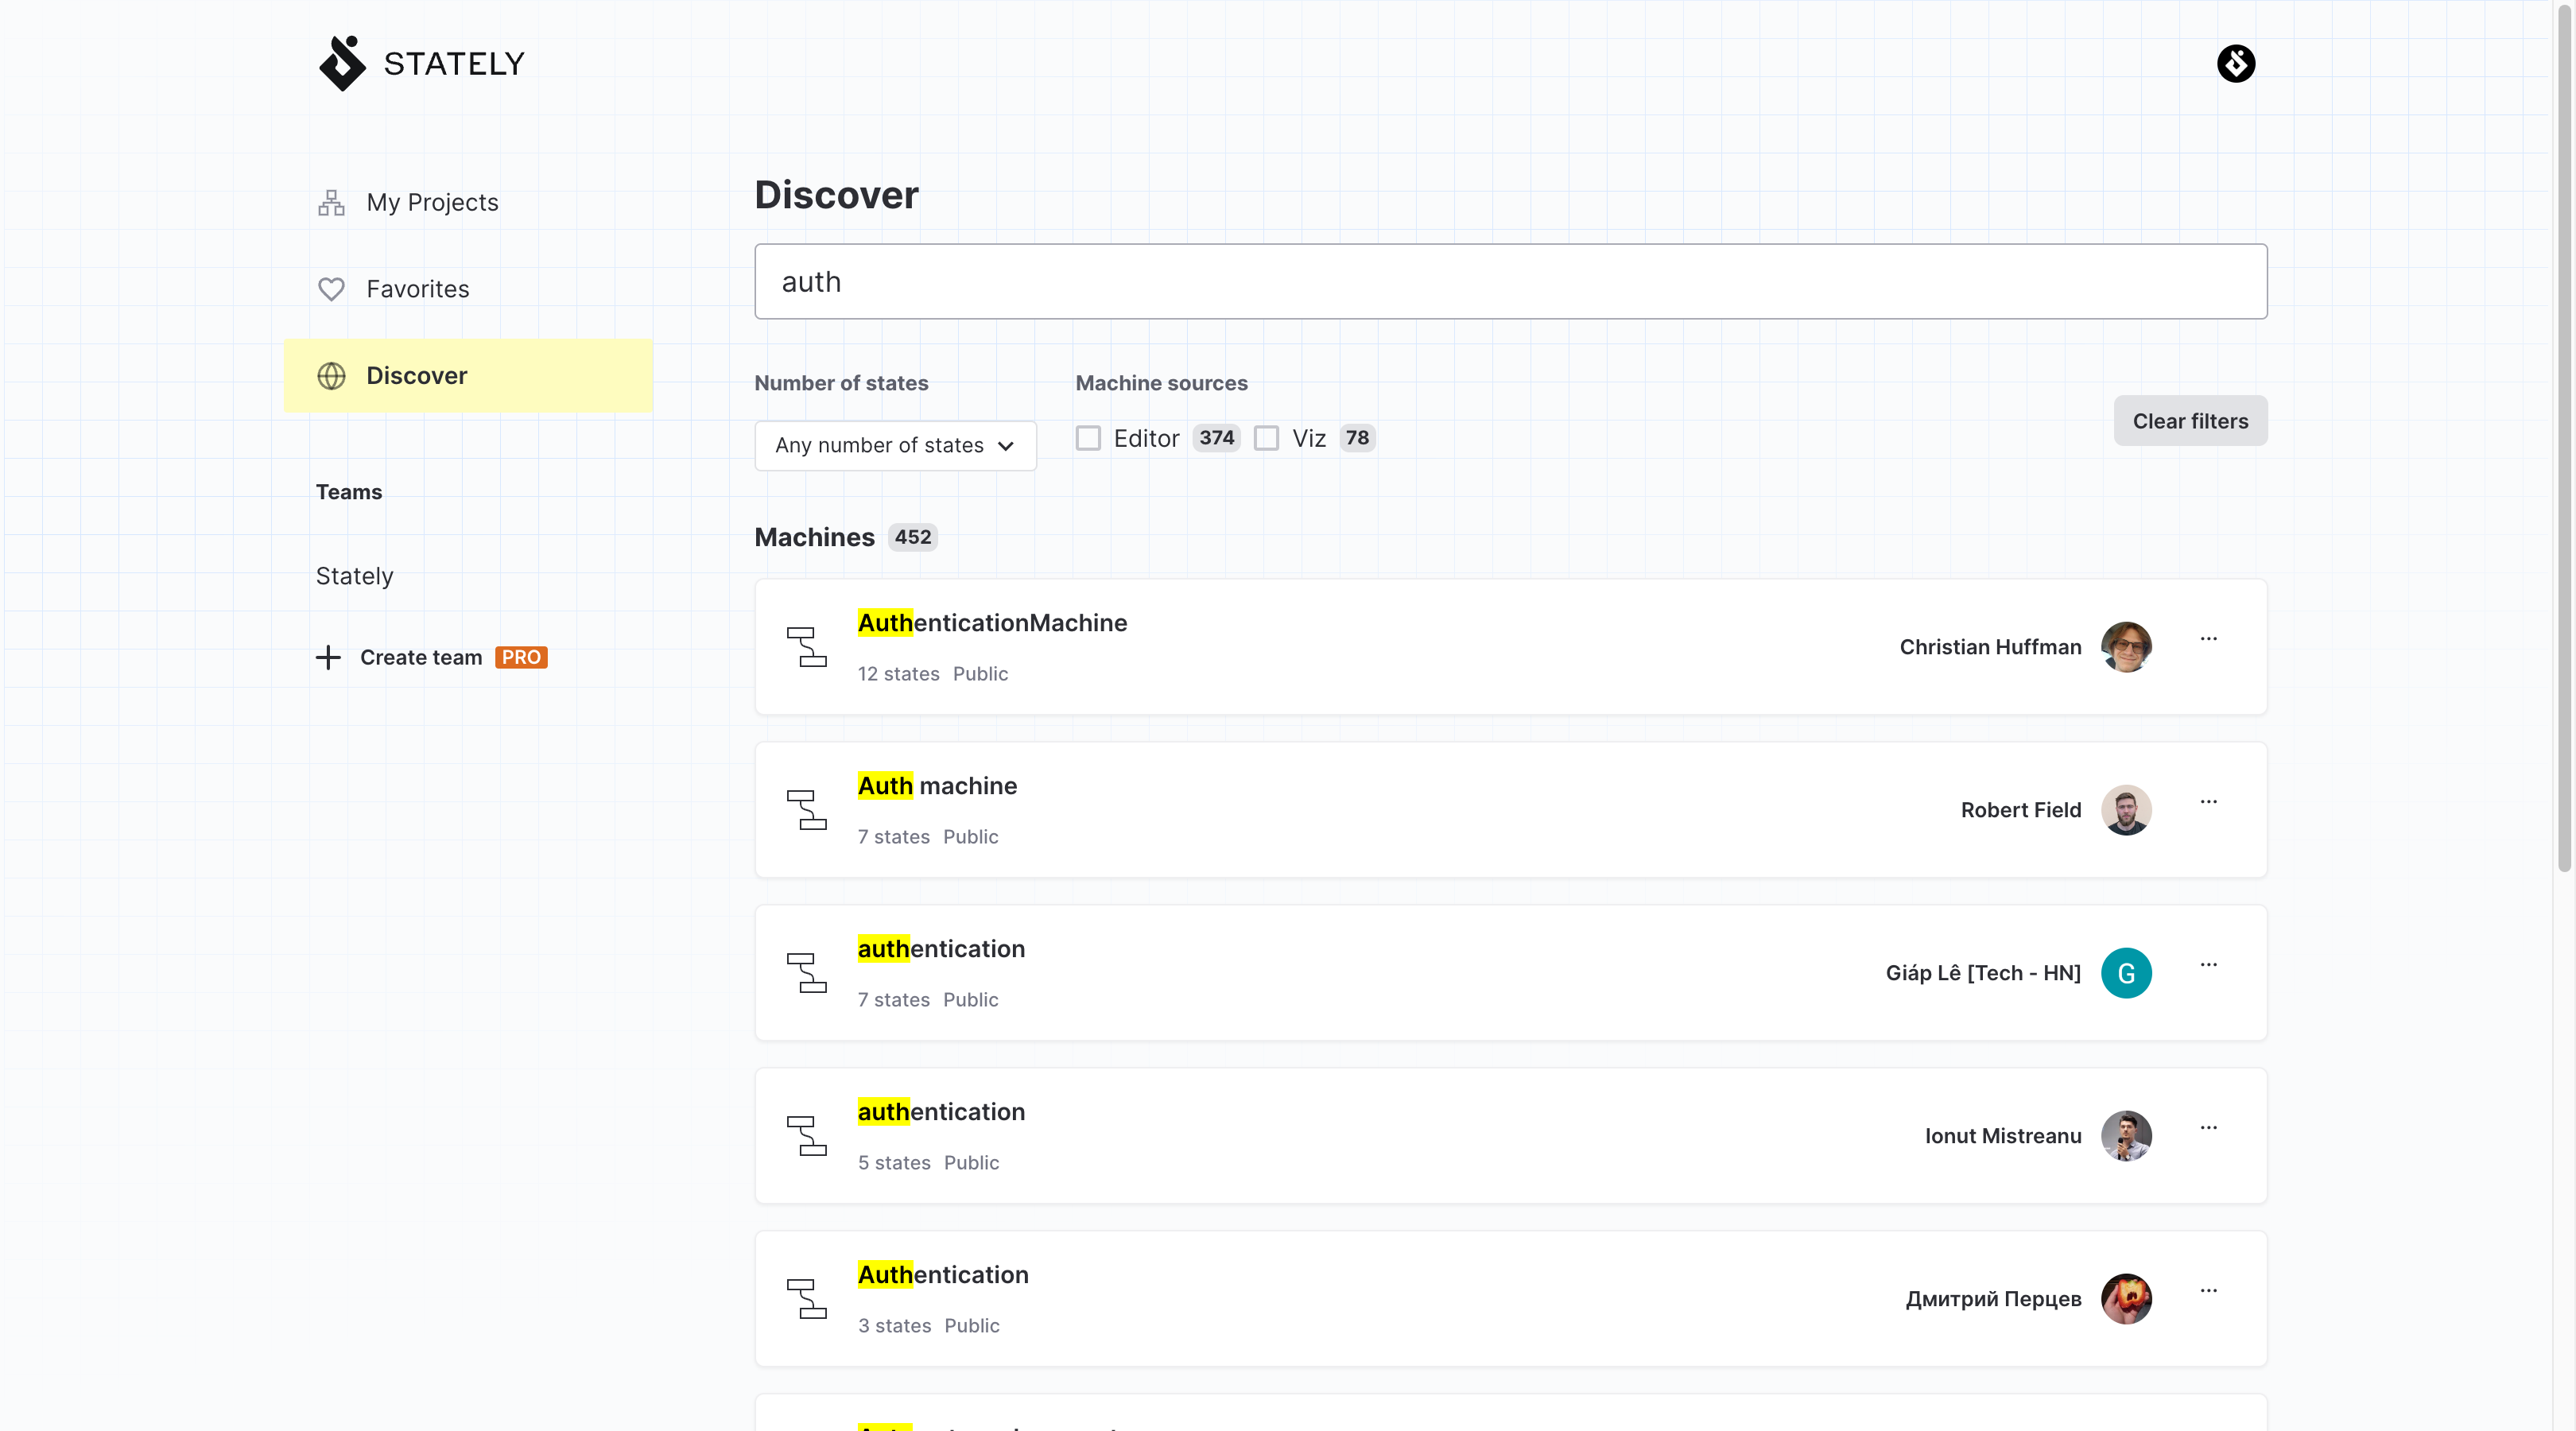 STATELY
My Projects
Favorites
Discover
Teams
Stately
Create team PRO
Discover
auth
Number of states
Any number of states
Machine sources
Editor 374 Viz 78
Clear filters
Machines 452
AuthenticationMachine
12 states Public
Christian Huffman
...
Auth machine
7 states Public
Robert Field
...
authentication
7 states Public
Giáp Lê [Tech - HN]
G
...
authentication
5 states Public
Ionut Mistreanu
...
Authentication
3 states Public
Дмитрий Перцев
...